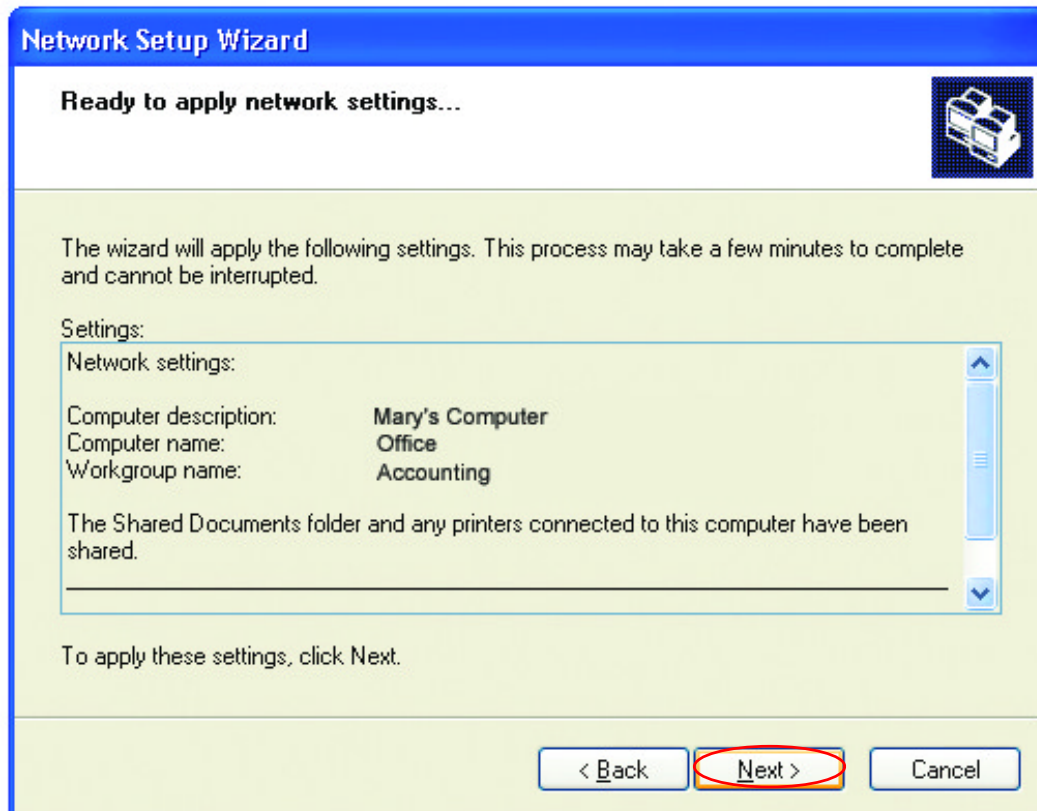 Network Setup Wizard
Ready to apply network settings...
The wizard will apply the following settings. This process may take a few minutes to complete
and cannot be interrupted.
Settings:
Network settings:
Computer description: Mary's Computer
Computer name: Office
Workgroup name: Accounting
The Shared Documents folder and any printers connected to this computer have been
shared.
To apply these settings, click Next.
< Back Next > Cancel